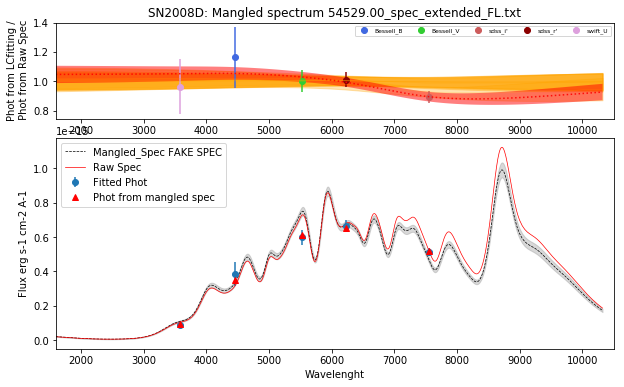 SN2008D: Mangled spectrum 54529.00_spec_extended_FL.txt
Phot from LCfitting /
Phot from Raw Spec
1.4
1.2
1.0
0.8
Bessell_B Bessell_V sdss_i' sdss_r' swift_U
2000 3000 4000 5000 6000 7000 8000 9000 10000
Flux erg s-1 cm-2 A-1
1.0
0.8
0.6
0.4
0.2
0.0
Mangled_Spec FAKE SPEC
Raw Spec
Fitted Phot
Phot from mangled spec
2000 3000 4000 5000 6000 7000 8000 9000 10000
Wavelenght